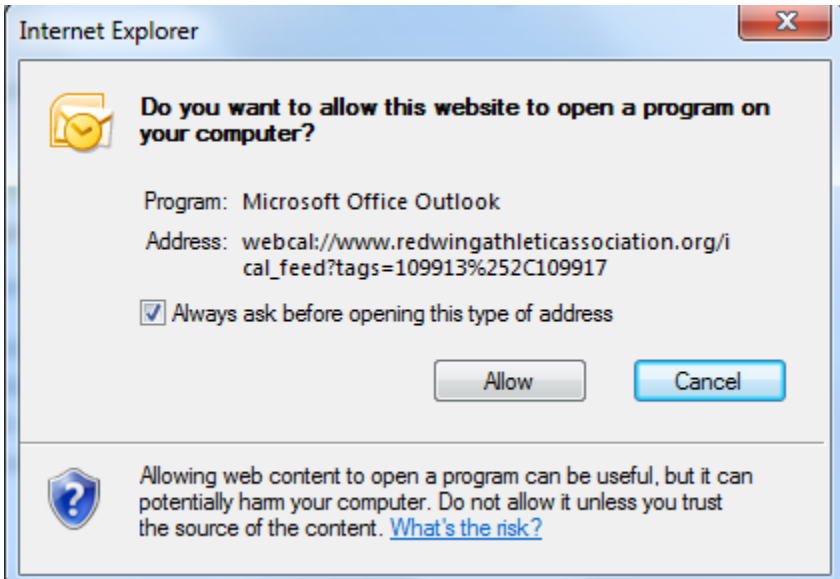 Internet Explorer
Do you want to allow this website to open a program on
your computer?
Program: Microsoft Office Outlook
Address: webcal://www.redwingathleticassociation.org/i
cal_feed?tags=109913%252C109917
Always ask before opening this type of address
Allow Cancel
Allowing web content to open a program can be useful, but it can
potentially harm your computer. Do not allow it unless you trust
the source of the content. What's the risk?